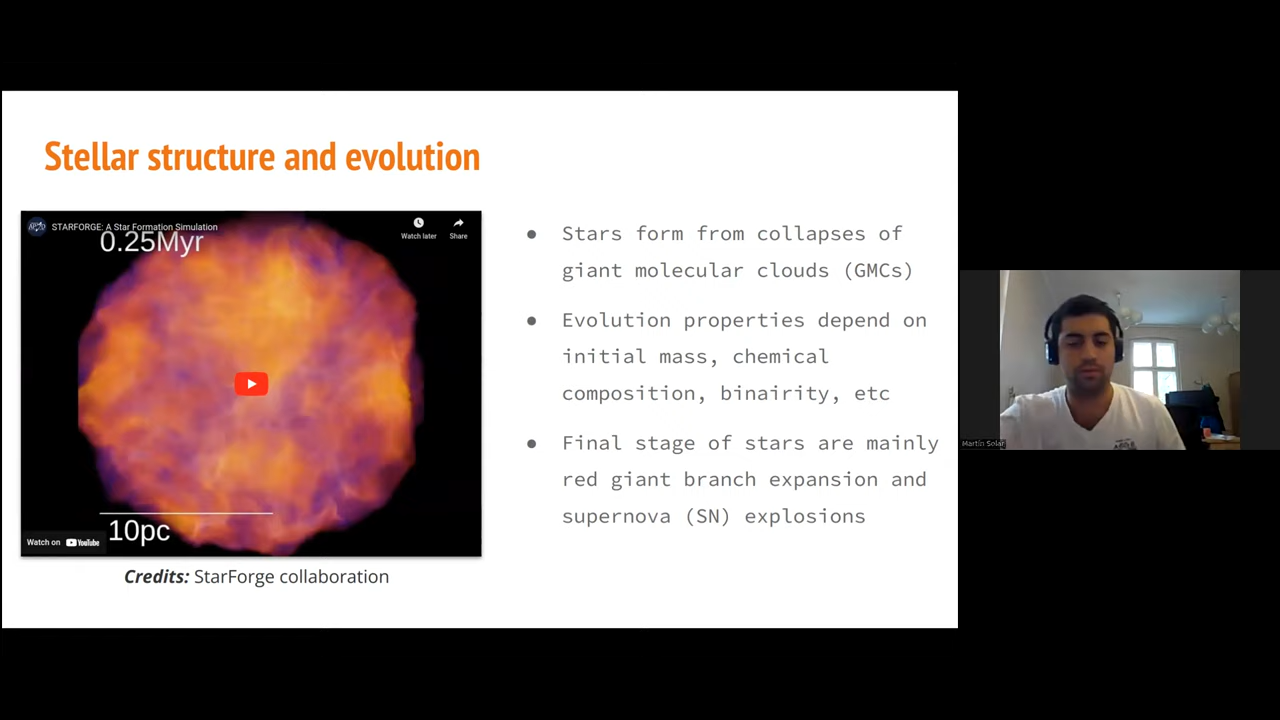 Stellar structure and evolution
STARFORGE: A Star Formation Simulation
Watch later
Share
0.25Myr
10pc
Watch on YouTube
Credits: StarForge collaboration
● Stars form from collapses of
giant molecular clouds (GMCs)
● Evolution properties depend on
initial mass, chemical
composition, binairity, etc
● Final stage of stars are mainly
red giant branch expansion and
supernova (SN) explosions
Martín Solar